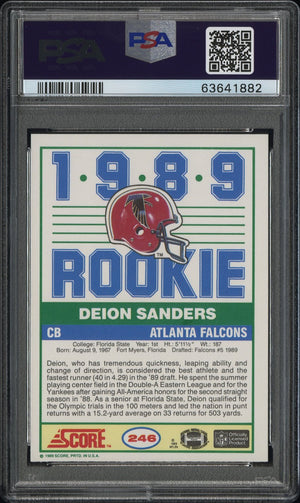 PSA
PSA
63641882
1·9·8·9
TM
ROOKIE
DEION SANDERS
CB ATLANTA FALCONS
College: Florida State Year: 1st Ht.: 5'11½" Wt.: 187
Born: August 9, 1967 Fort Myers, Florida Drafted: Falcons #5 1989
Deion, who has tremendous quickness, leaping ability and
change of direction, is considered the best athlete and the
fastest runner (40 in 4.29) in the '89 draft. He spent the summer
playing center field in the Double-A Eastern League and for the
Yankees after gaining All-America honors for the second straight
season in '88. As a senior at Florida State, Deion qualified for
the Olympic trials in the 100 meters and led the nation in punt
returns with a 15.2-yard average on 33 returns for 503 yards.
SCORE
246
Officially
Licensed
Product
© 1989 SCORE, PRTD. IN U.S.A.